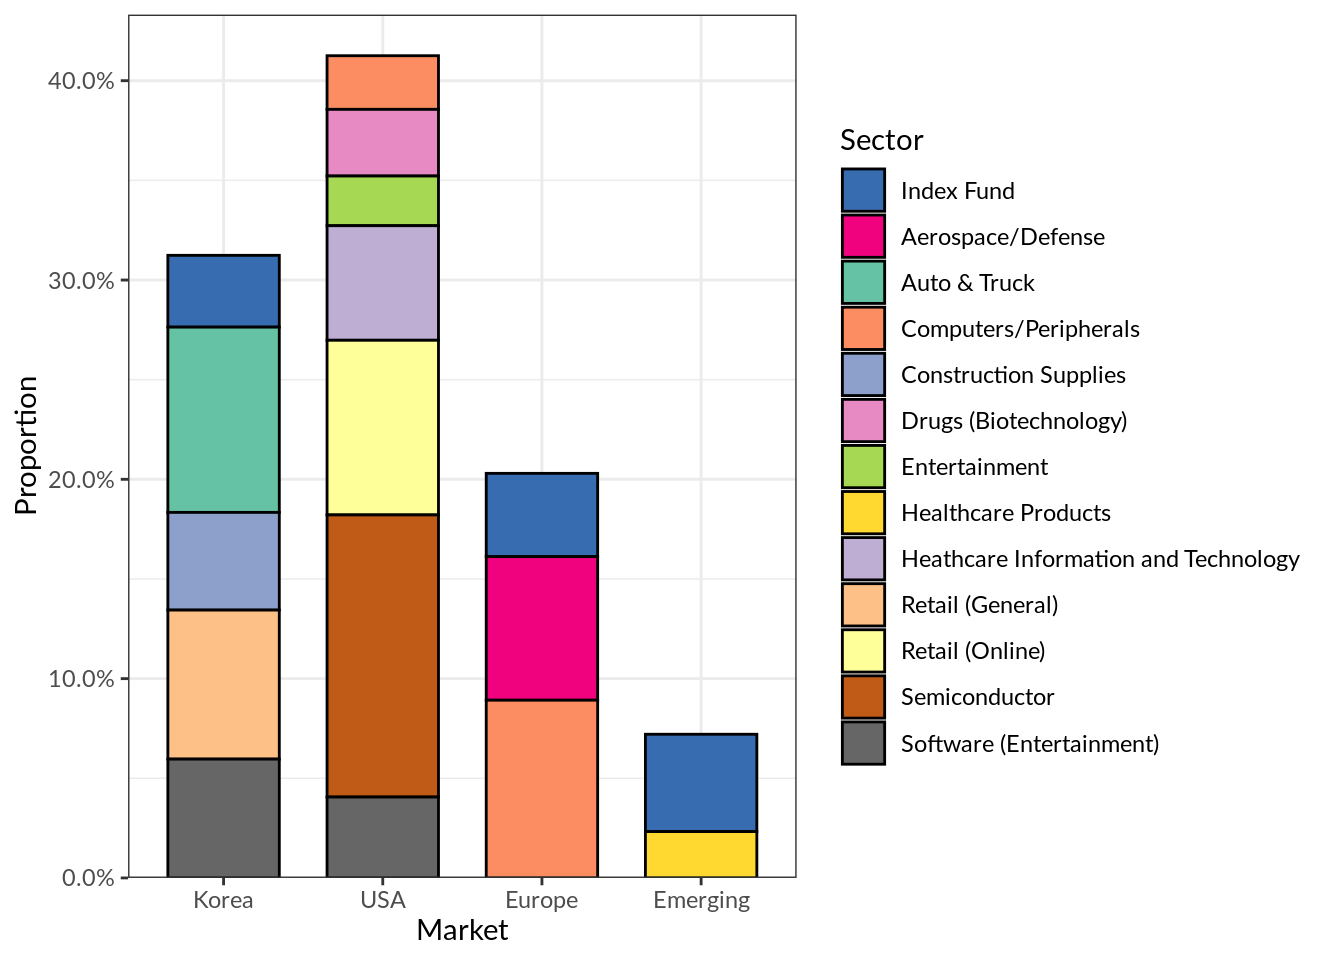 40.0%
30.0%
20.0%
10.0%
0.0%
Proportion
Korea
USA
Europe
Emerging
Market
Sector
Index Fund
Aerospace/Defense
Auto & Truck
Computers/Peripherals
Construction Supplies
Drugs (Biotechnology)
Entertainment
Healthcare Products
Heathcare Information and Technology
Retail (General)
Retail (Online)
Semiconductor
Software (Entertainment)